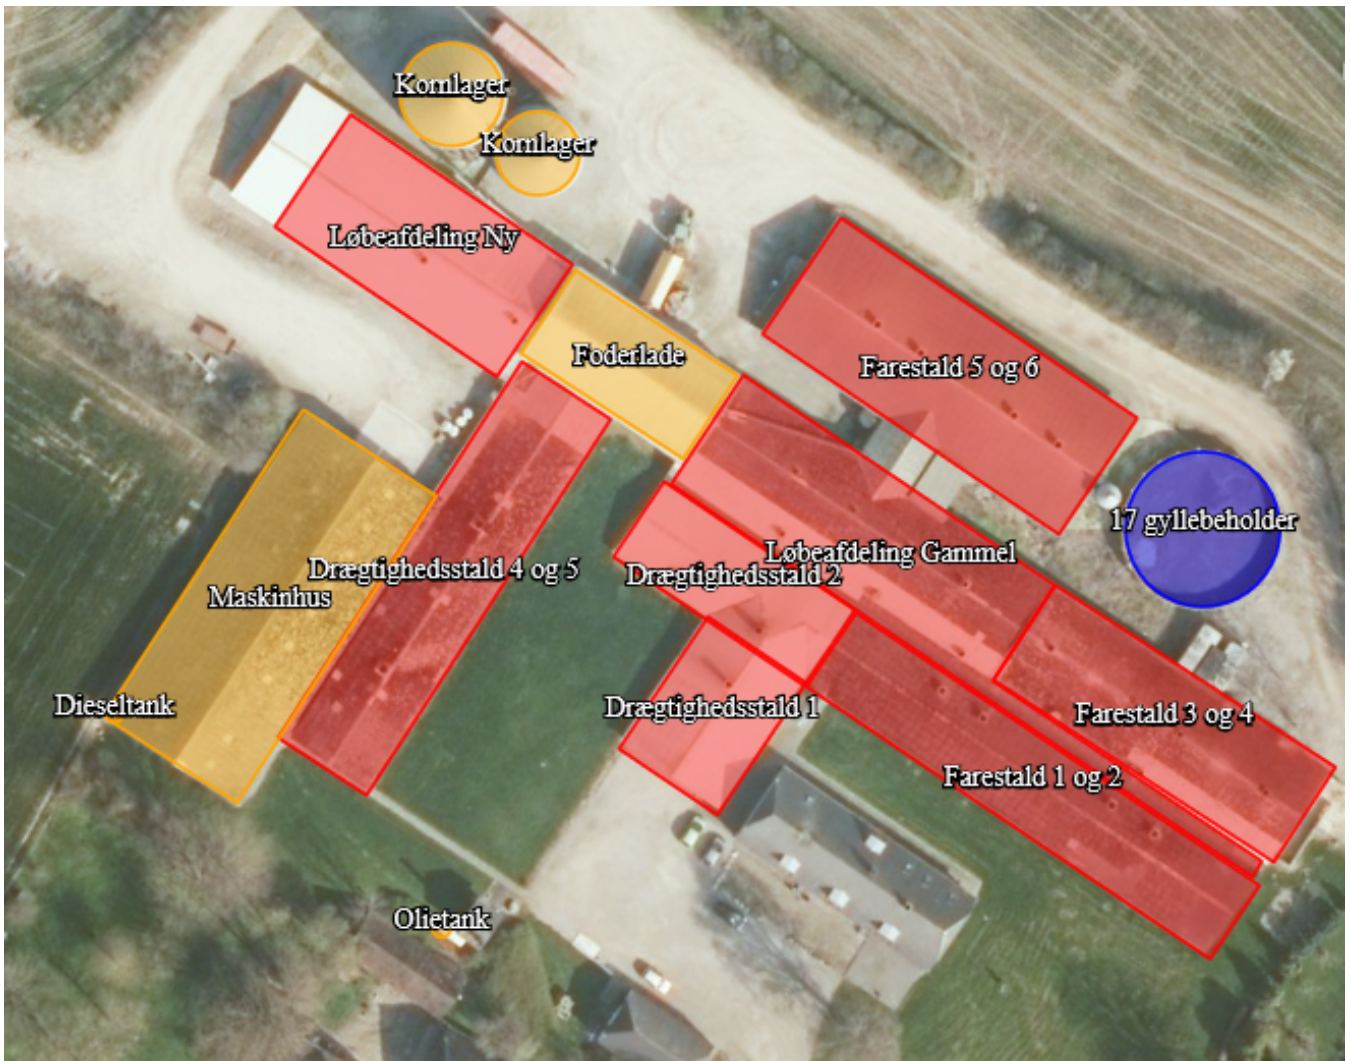 Kornlager
Kornlager
Løbeafdeling Ny
Foderlade
Farestald 5 og 6
17 gyllebeholder
Løbeafdeling Gammel
Drægtighedsstald 4 og 5
Drægtighedsstald 2
Maskinhus
Dieseltank
Drægtighedsstald 1
Farestald 3 og 4
Farestald 1 og 2
Olietank